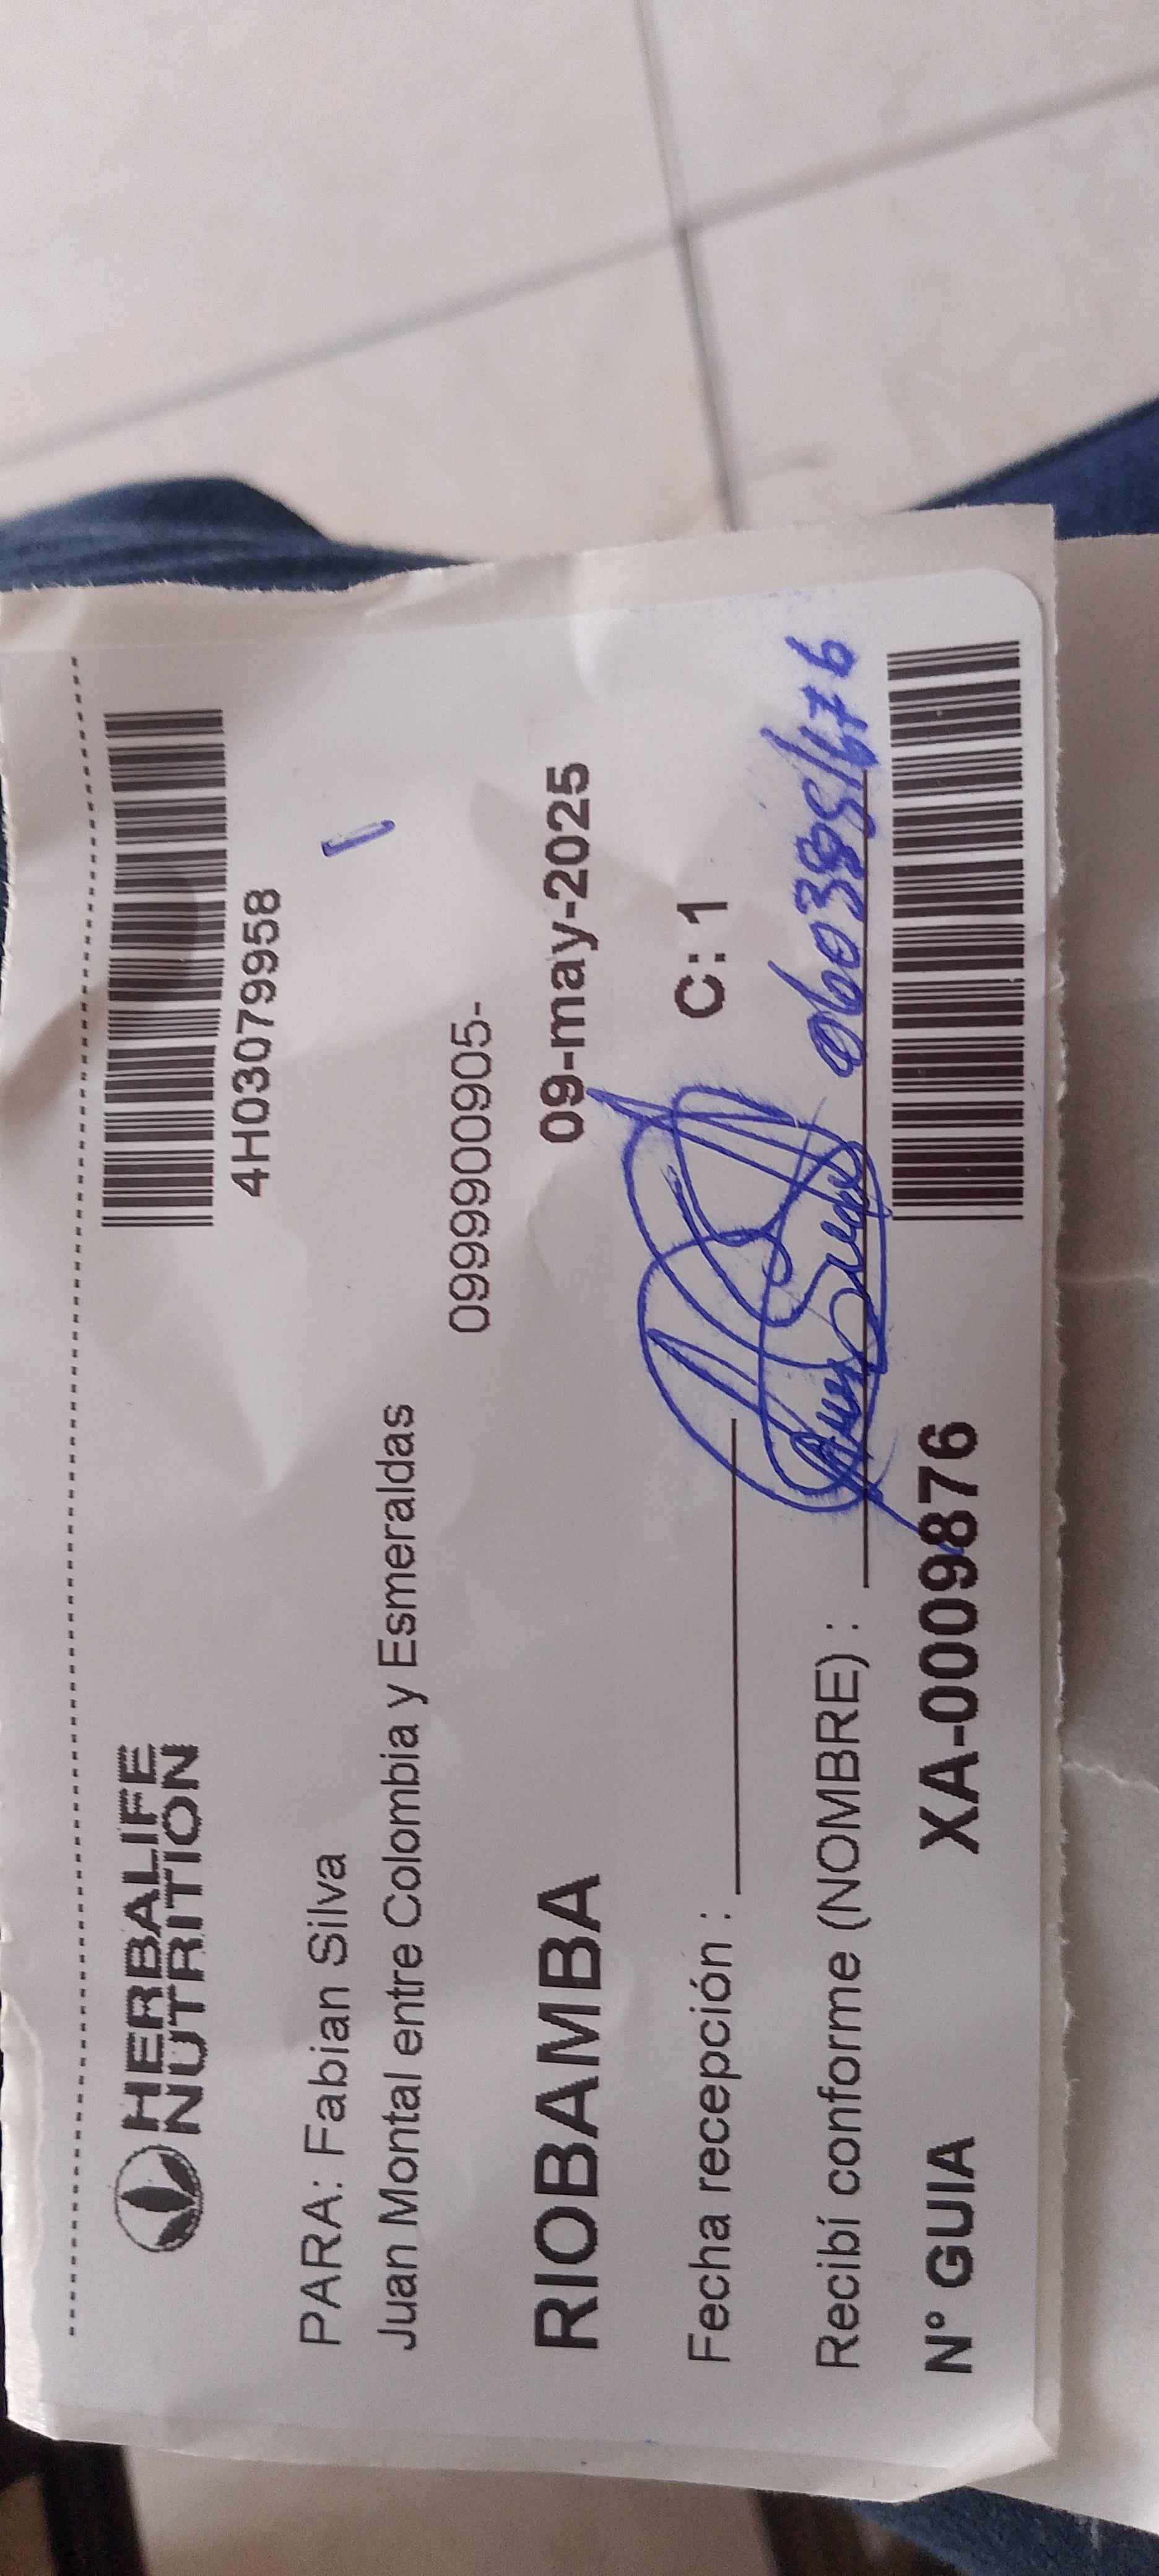 HERBALIFE
NUTRITION
4H03079958
PARA: Fabian Silva
Juan Montal entre Colombia y Esmeraldas
0999900905-
RIOBAMBA 09-may-2025
Fecha recepción : C: 1
Recibí conforme (NOMBRE) :
N° GUIA XA-0009876